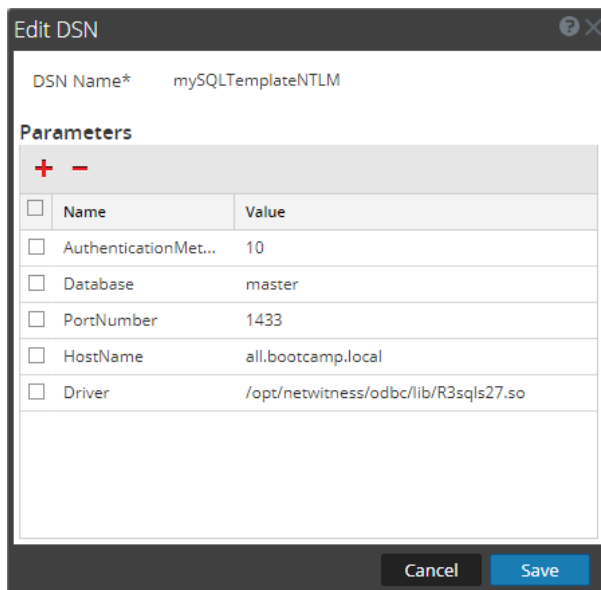 Edit DSN
DSN Name* mySQLTemplateNTLM
Parameters
Name Value
AuthenticationMet... 10
Database master
PortNumber 1433
HostName all.bootcamp.local
Driver /opt/netwitness/odbc/lib/R3sqls27.so
Cancel Save